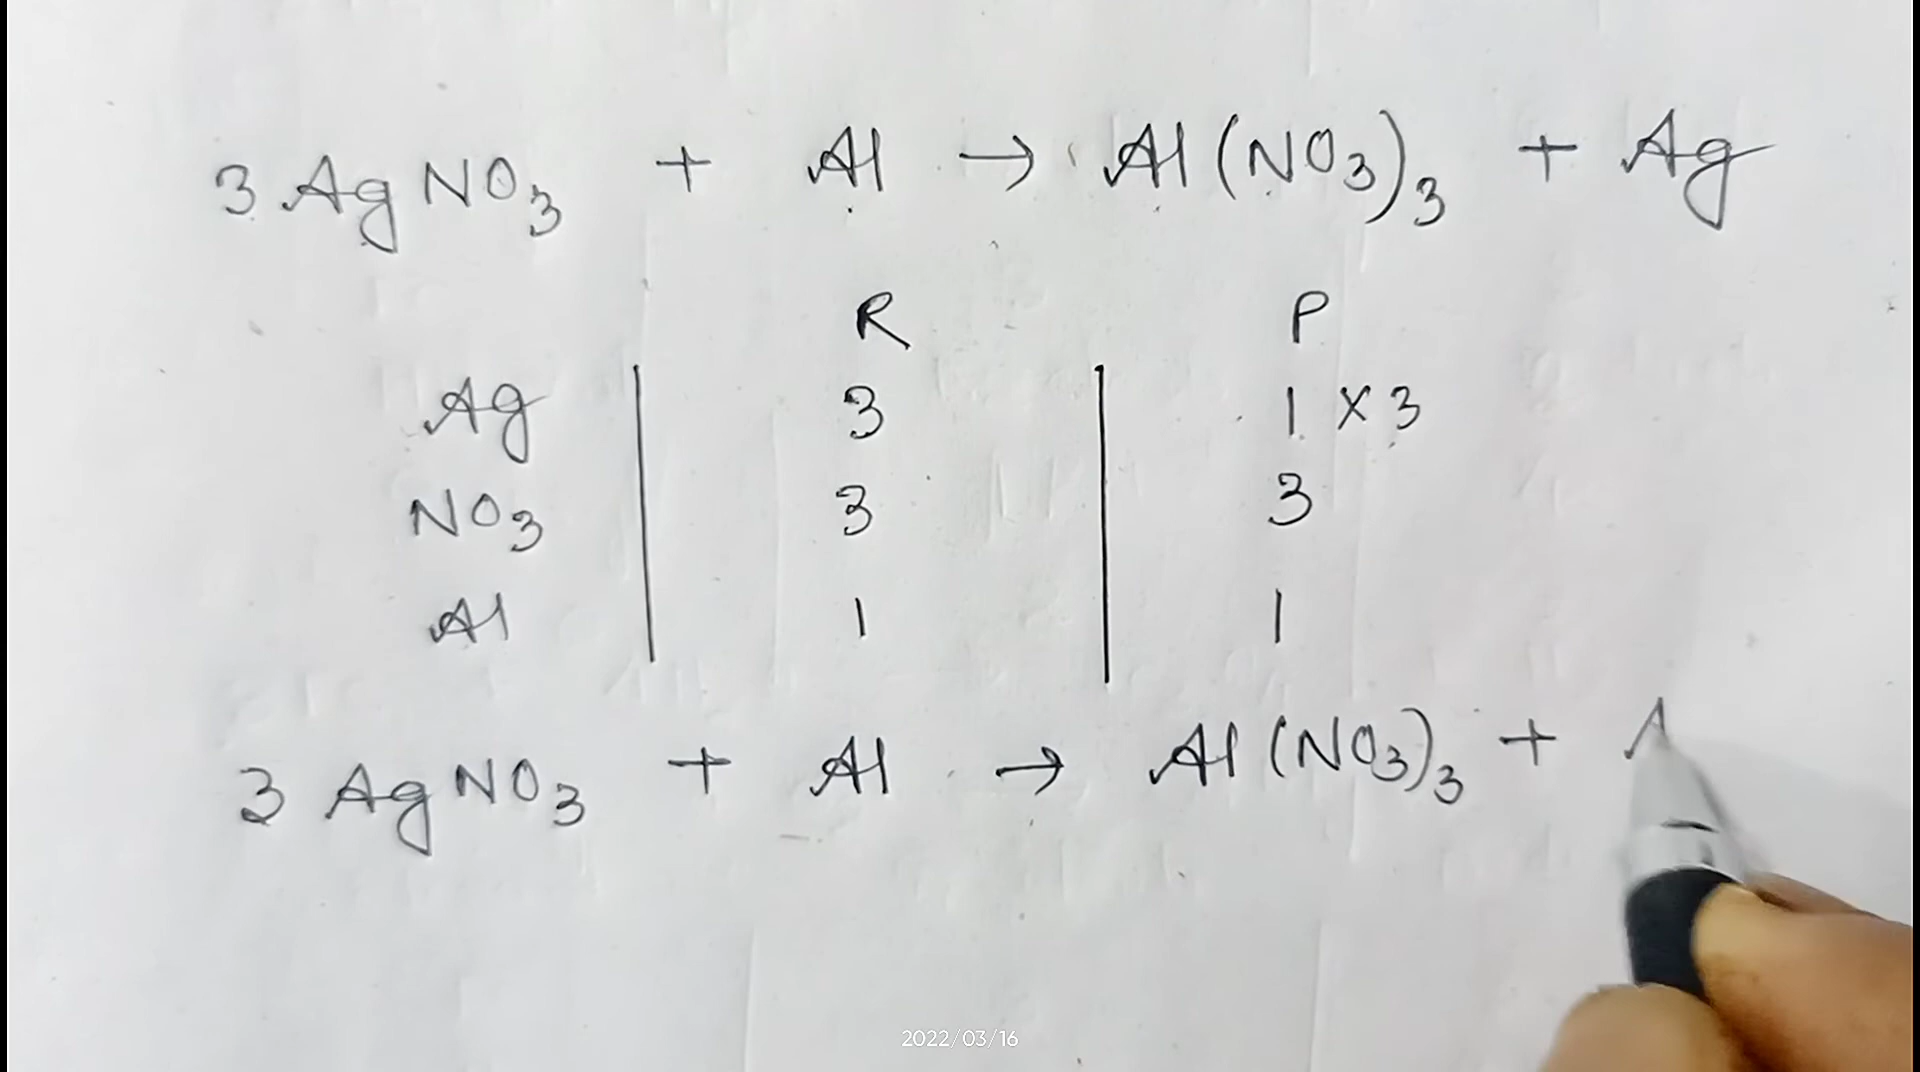 3 AgNO3 + Al → Al(NO3)3 + Ag
R P
Ag 3 1 x 3
NO3 3 3
Al 1 1
3 AgNO3 + Al → Al(NO3)3 + A
2022/03/16